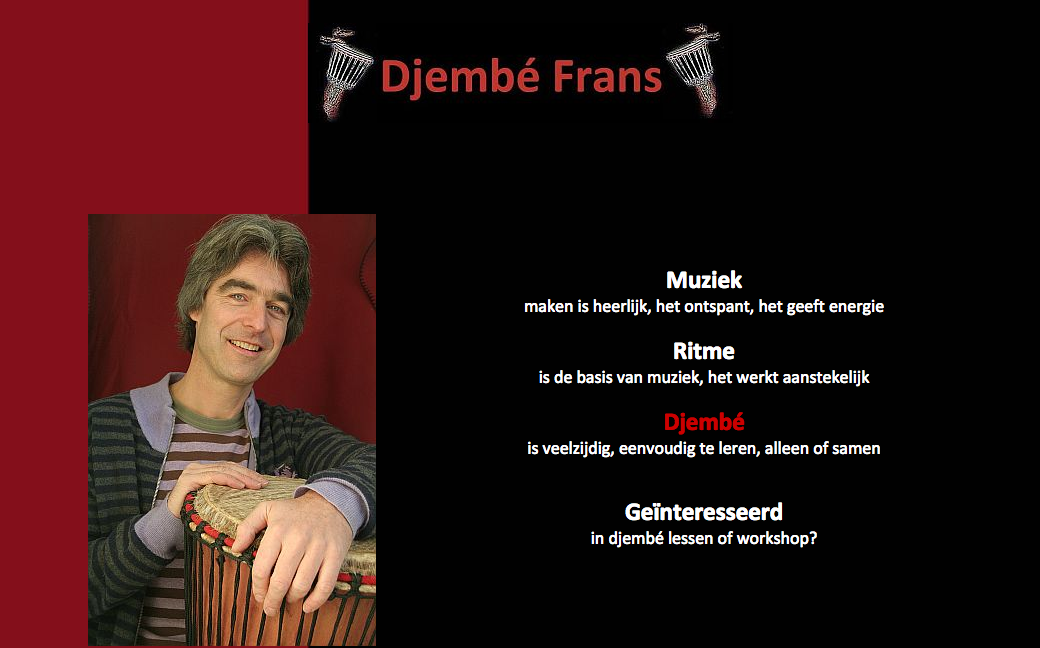 Djembé Frans
Muziek
maken is heerlijk, het ontspant, het geeft energie
Ritme
is de basis van muziek, het werkt aanstekelijk
Djembé
is veelzijdig, eenvoudig te leren, alleen of samen
Geïnteresseerd
in djembé lessen of workshop?